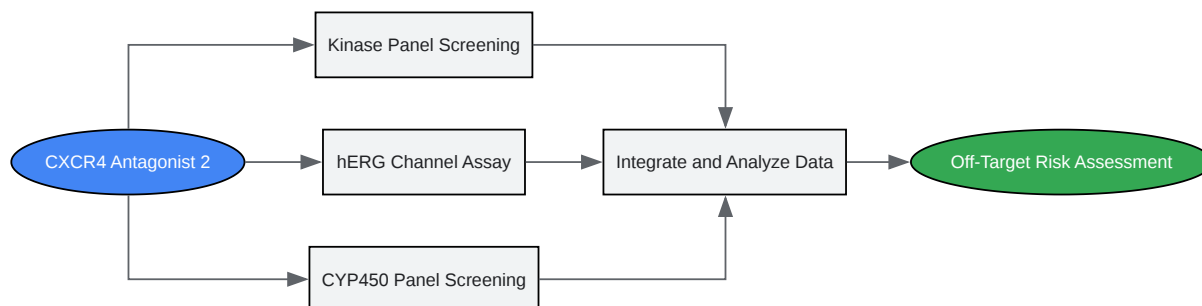 Kinase Panel Screening
CXCR4 Antagonist 2
hERG Channel Assay
Integrate and Analyze Data
Off-Target Risk Assessment
CYP450 Panel Screening